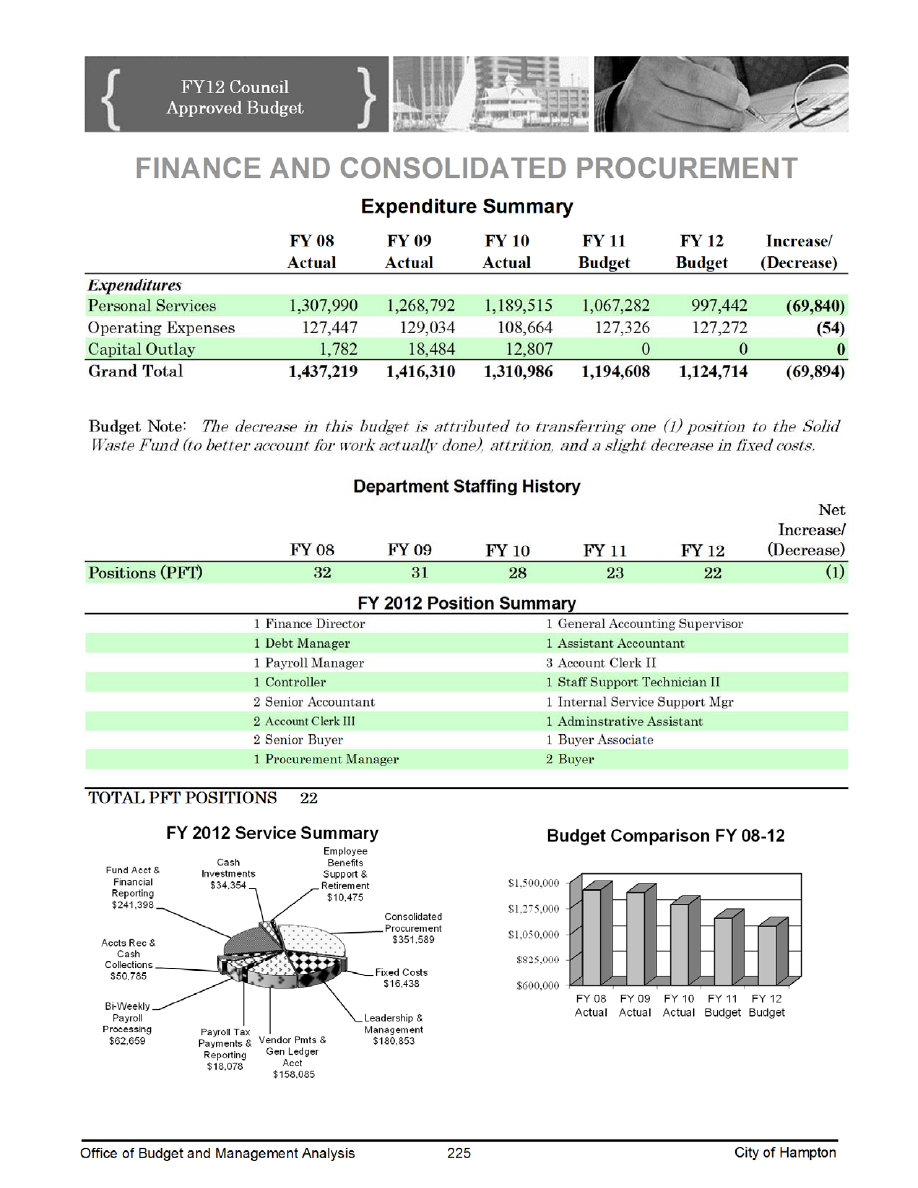 FY12 Council
Approved Budget
FINANCE AND CONSOLIDATED PROCUREMENT
Expenditure Summary
FY 08 FY 09 FY 10 FY 11 FY 12 Increase/
Actual Actual Actual Budget Budget (Decrease)
Expenditures
Personal Services 1,307,990 1,268,792 1,189,515 1,067,282 997,442 (69,840)
Operating Expenses 127,447 129,034 108,664 127,326 127,272 (54)
Capital Outlay 1,782 18,484 12,807 0 0 0
Grand Total 1,437,219 1,416,310 1,310,986 1,194,608 1,124,714 (69,894)
Budget Note: The decrease in this budget is attributed to transferring one (1) position to the Solid
Waste Fund (to better account for work actually done), attrition, and a slight decrease in fixed costs.
Department Staffing History
Net
Increase/
FY 08 FY 09 FY 10 FY 11 FY 12 (Decrease)
Positions (PFT) 32 31 28 23 22 (1)
FY 2012 Position Summary
1 Finance Director 1 General Accounting Supervisor
1 Debt Manager 1 Assistant Accountant
1 Payroll Manager 3 Account Clerk II
1 Controller 1 Staff Support Technician II
2 Senior Accountant 1 Internal Service Support Mgr
2 Account Clerk III 1 Adminstrative Assistant
2 Senior Buyer 1 Buyer Associate
1 Procurement Manager 2 Buyer
TOTAL PFT POSITIONS 22
FY 2012 Service Summary
Employee
Benefits
Support &
Retirement
$10,475
Cash
Investments
$34,354
Fund Acct &
Financial
Reporting
$241,398
Consolidated
Procurement
$351,589
Accts Rec &
Cash
Collections
$50,785
Fixed Costs
$16,438
Bi-Weekly
Payroll
Processing
$62,659
Payroll Tax
Payments &
Reporting
$18,078
Vendor Pmts &
Gen Ledger
Acct
$158,085
Leadership &
Management
$180,853
Budget Comparison FY 08-12
$1,500,000
$1,275,000
$1,050,000
$825,000
$600,000
FY 08 FY 09 FY 10 FY 11 FY 12
Actual Actual Actual Budget Budget
Office of Budget and Management Analysis 225 City of Hampton